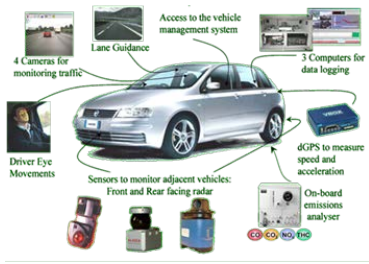 Access to the vehicle
management system
Lane Guidance
4 Cameras for
monitoring traffic
3 Computers for
data logging
Driver Eye
Movements
dGPS to measure
speed and
acceleration
Sensors to monitor adjacent vehicles:
Front and Rear facing radar
On-board
emissions
analyser
CO CO₂ NOₓ THC